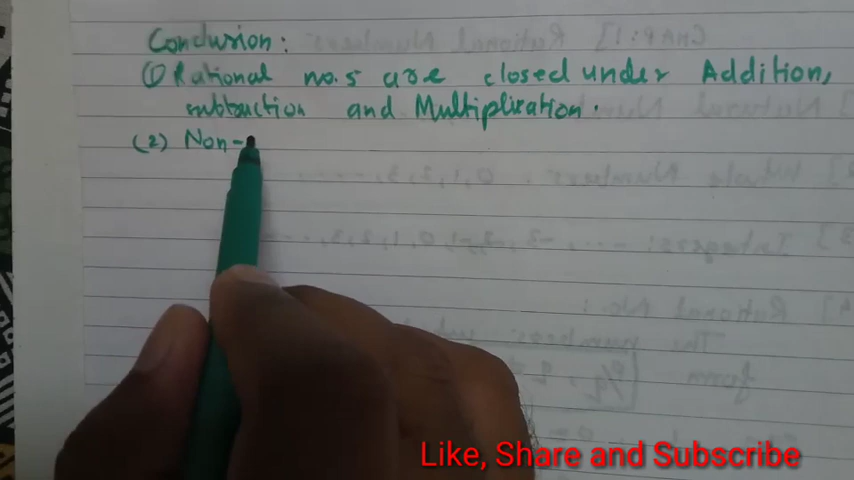 Conclusion:
① Rational no.s are closed under Addition,
subtraction and Multiplication.
(2) Non-
Like, Share and Subscribe